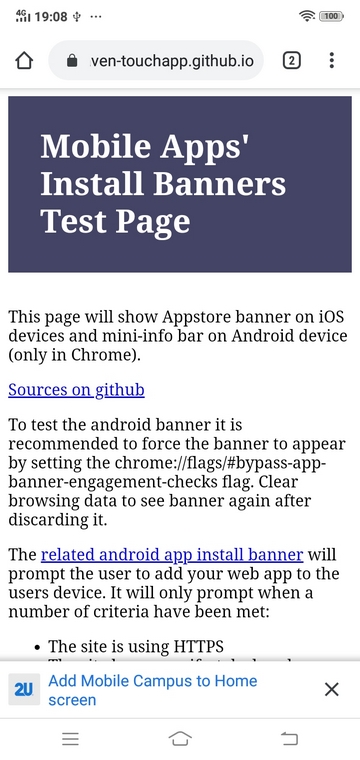 4G 19:08 100
.ven-touchapp.github.io 2
Mobile Apps'
Install Banners
Test Page
This page will show Appstore banner on iOS
devices and mini-info bar on Android device
(only in Chrome).
Sources on github
To test the android banner it is
recommended to force the banner to appear
by setting the chrome://flags/#bypass-app-
banner-engagement-checks flag. Clear
browsing data to see banner again after
discarding it.
The related android app install banner will
prompt the user to add your web app to the
users device. It will only prompt when a
number of criteria have been met:
• The site is using HTTPS
2U Add Mobile Campus to Home
screen